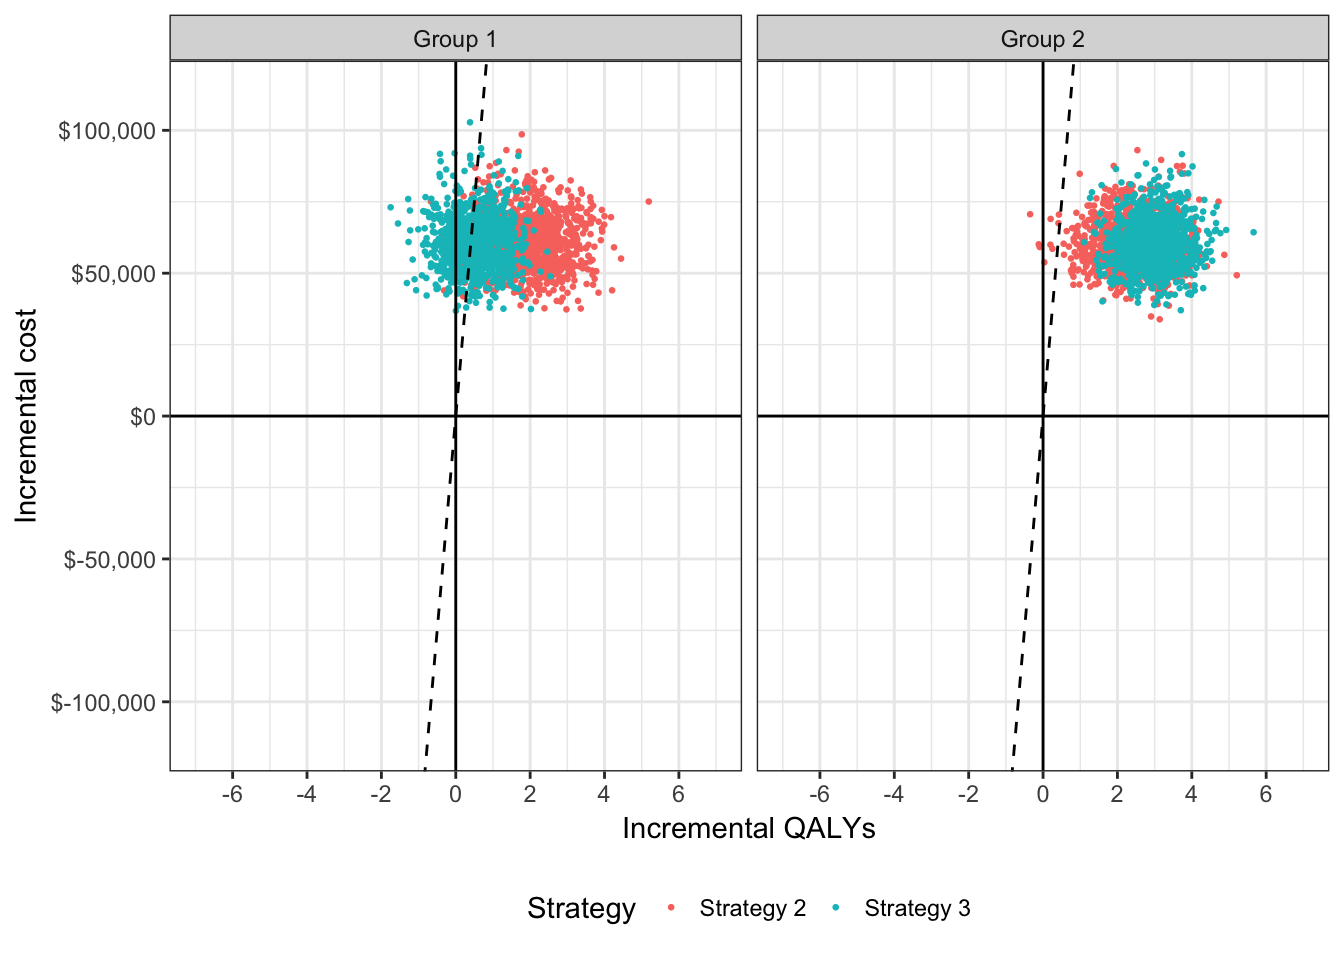 Group 1
Group 2
Incremental cost
$100,000
$50,000
$0
$-50,000
$-100,000
-6 -4 -2 0 2 4 6
-6 -4 -2 0 2 4 6
Incremental QALYs
Strategy Strategy 2 Strategy 3